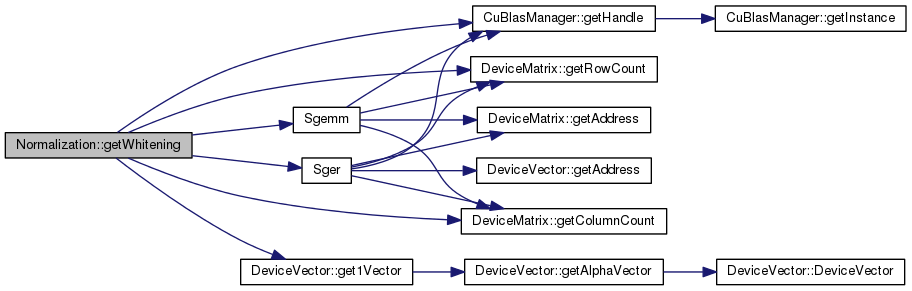 CuBlasManager::getHandle
CuBlasManager::getInstance
DeviceMatrix::getRowCount
Sgemm
DeviceMatrix::getAddress
Normalization::getWhitening
Sger
DeviceVector::getAddress
DeviceMatrix::getColumnCount
DeviceVector::get1Vector
DeviceVector::getAlphaVector
DeviceVector::DeviceVector